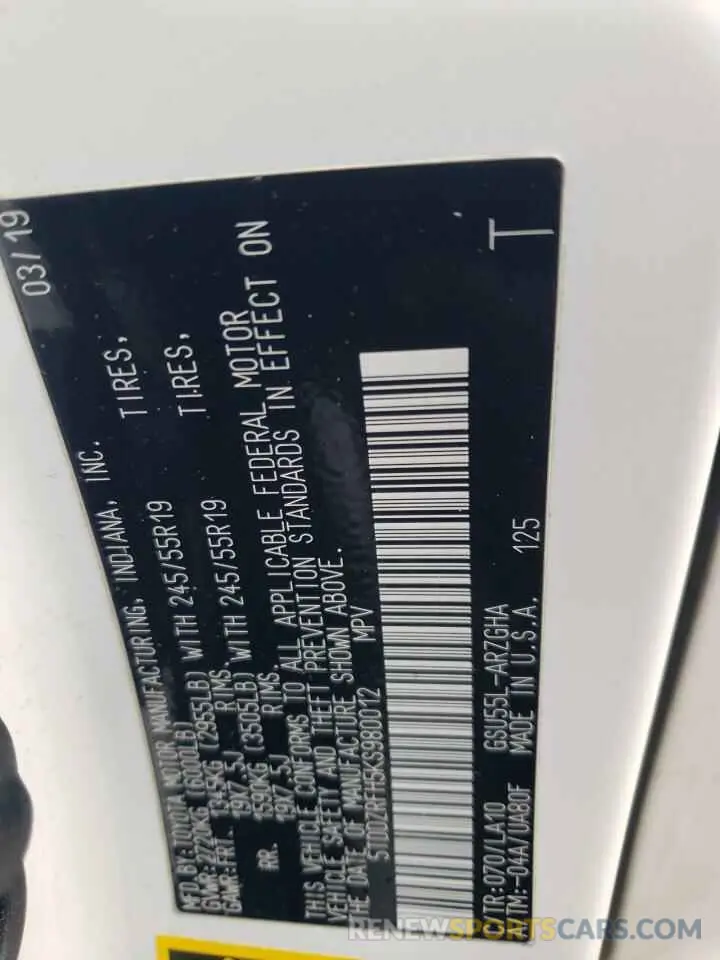 MFD. BY:TOYOTA MOTOR MANUFACTURING, INDIANA, INC. 03/19
GVWR:2720KG (6000LB)
GAWR:FRT. 1345KG (2955LB) WITH 245/55R19 TIRES,
19X7.5J RIMS
RR. 1590KG (3505LB) WITH 245/55R19 TIRES,
19X7.5J RIMS.
THIS VEHICLE CONFORMS TO ALL APPLICABLE FEDERAL MOTOR
VEHICLE SAFETY AND THEFT PREVENTION STANDARDS IN EFFECT ON
THE DATE OF MANUFACTURE SHOWN ABOVE.
5TDDZRFH5KS980012 MPV
T
C/TR:070/LA10 GSU55L-ARZGHA
A/TM:-04A/UA80F MADE IN U.S.A. 125
RENEWSPORTCARS.COM